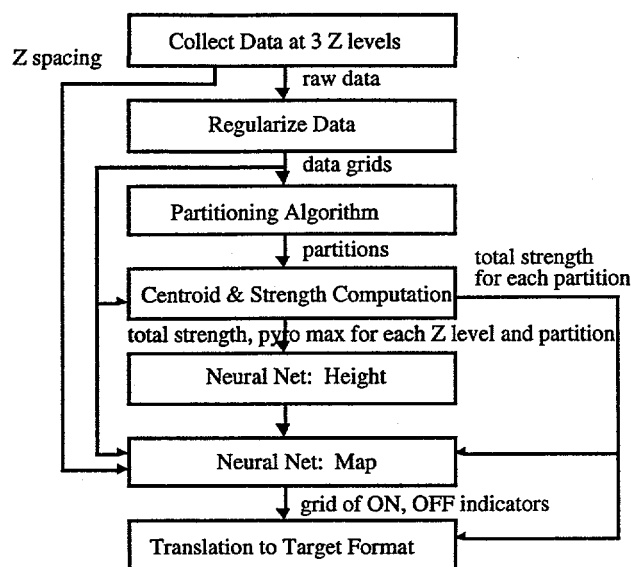 Collect Data at 3 Z levels
Z spacing
raw data
Regularize Data
data grids
Partitioning Algorithm
partitions
total strength
for each partition
Centroid & Strength Computation
total strength, pyro max for each Z level and partition
Neural Net: Height
Neural Net: Map
grid of ON, OFF indicators
Translation to Target Format